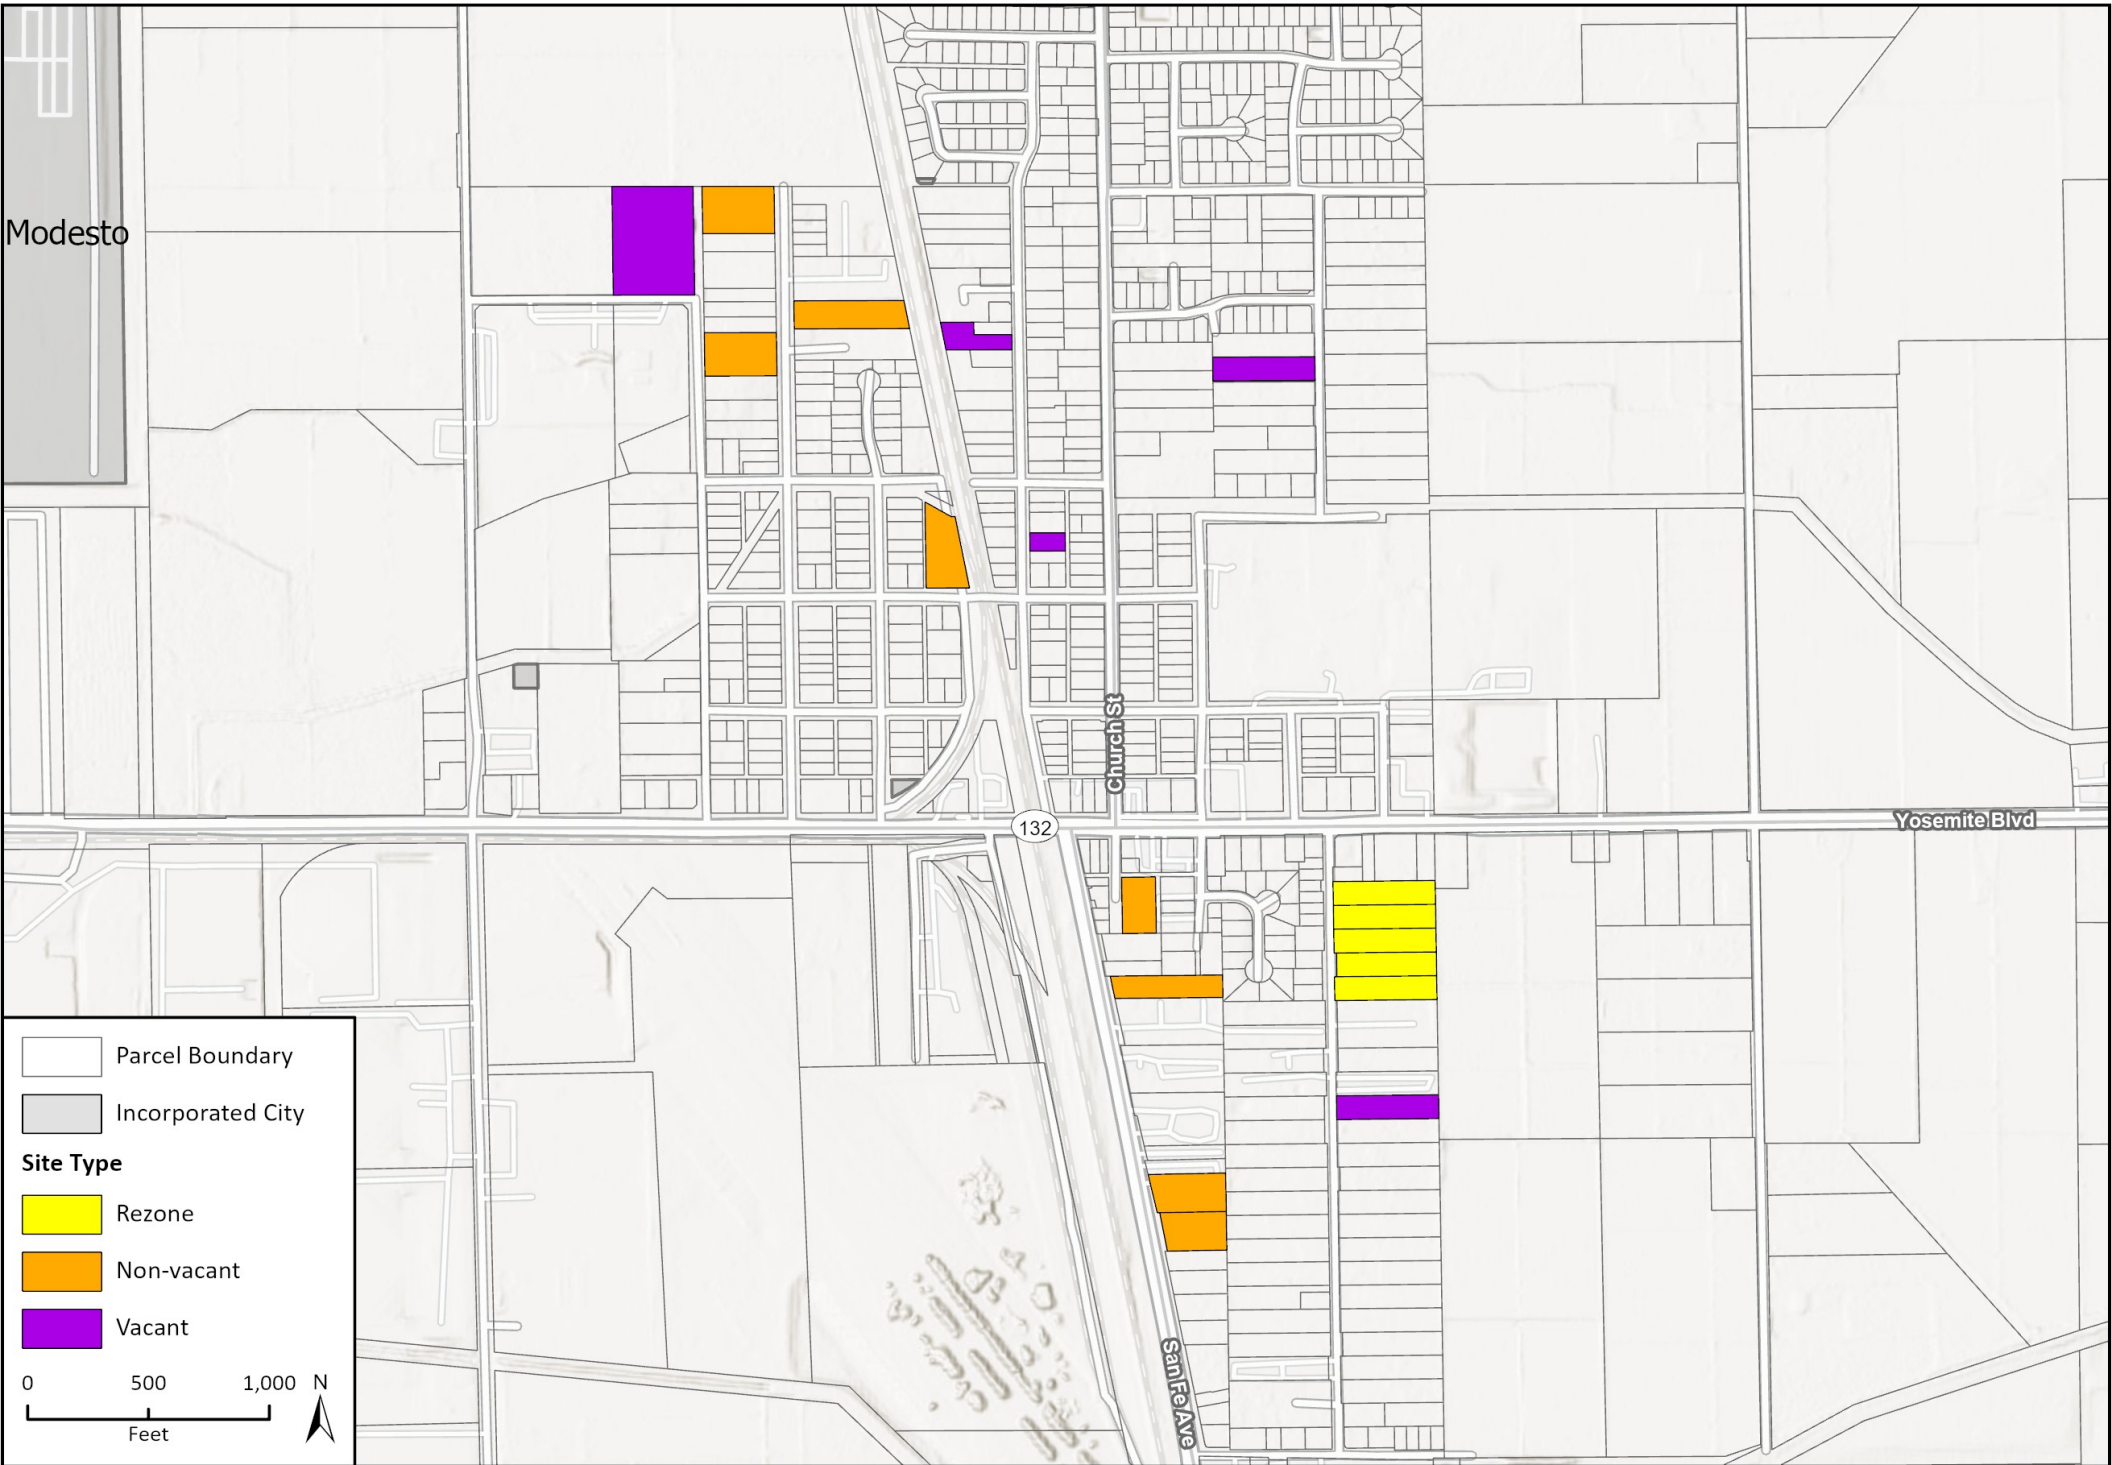 Modesto
Church St
132
Yosemite Blvd
San Fe Ave
Parcel Boundary
Incorporated City
Site Type
Rezone
Non-vacant
Vacant
0 500 1,000 N
Feet